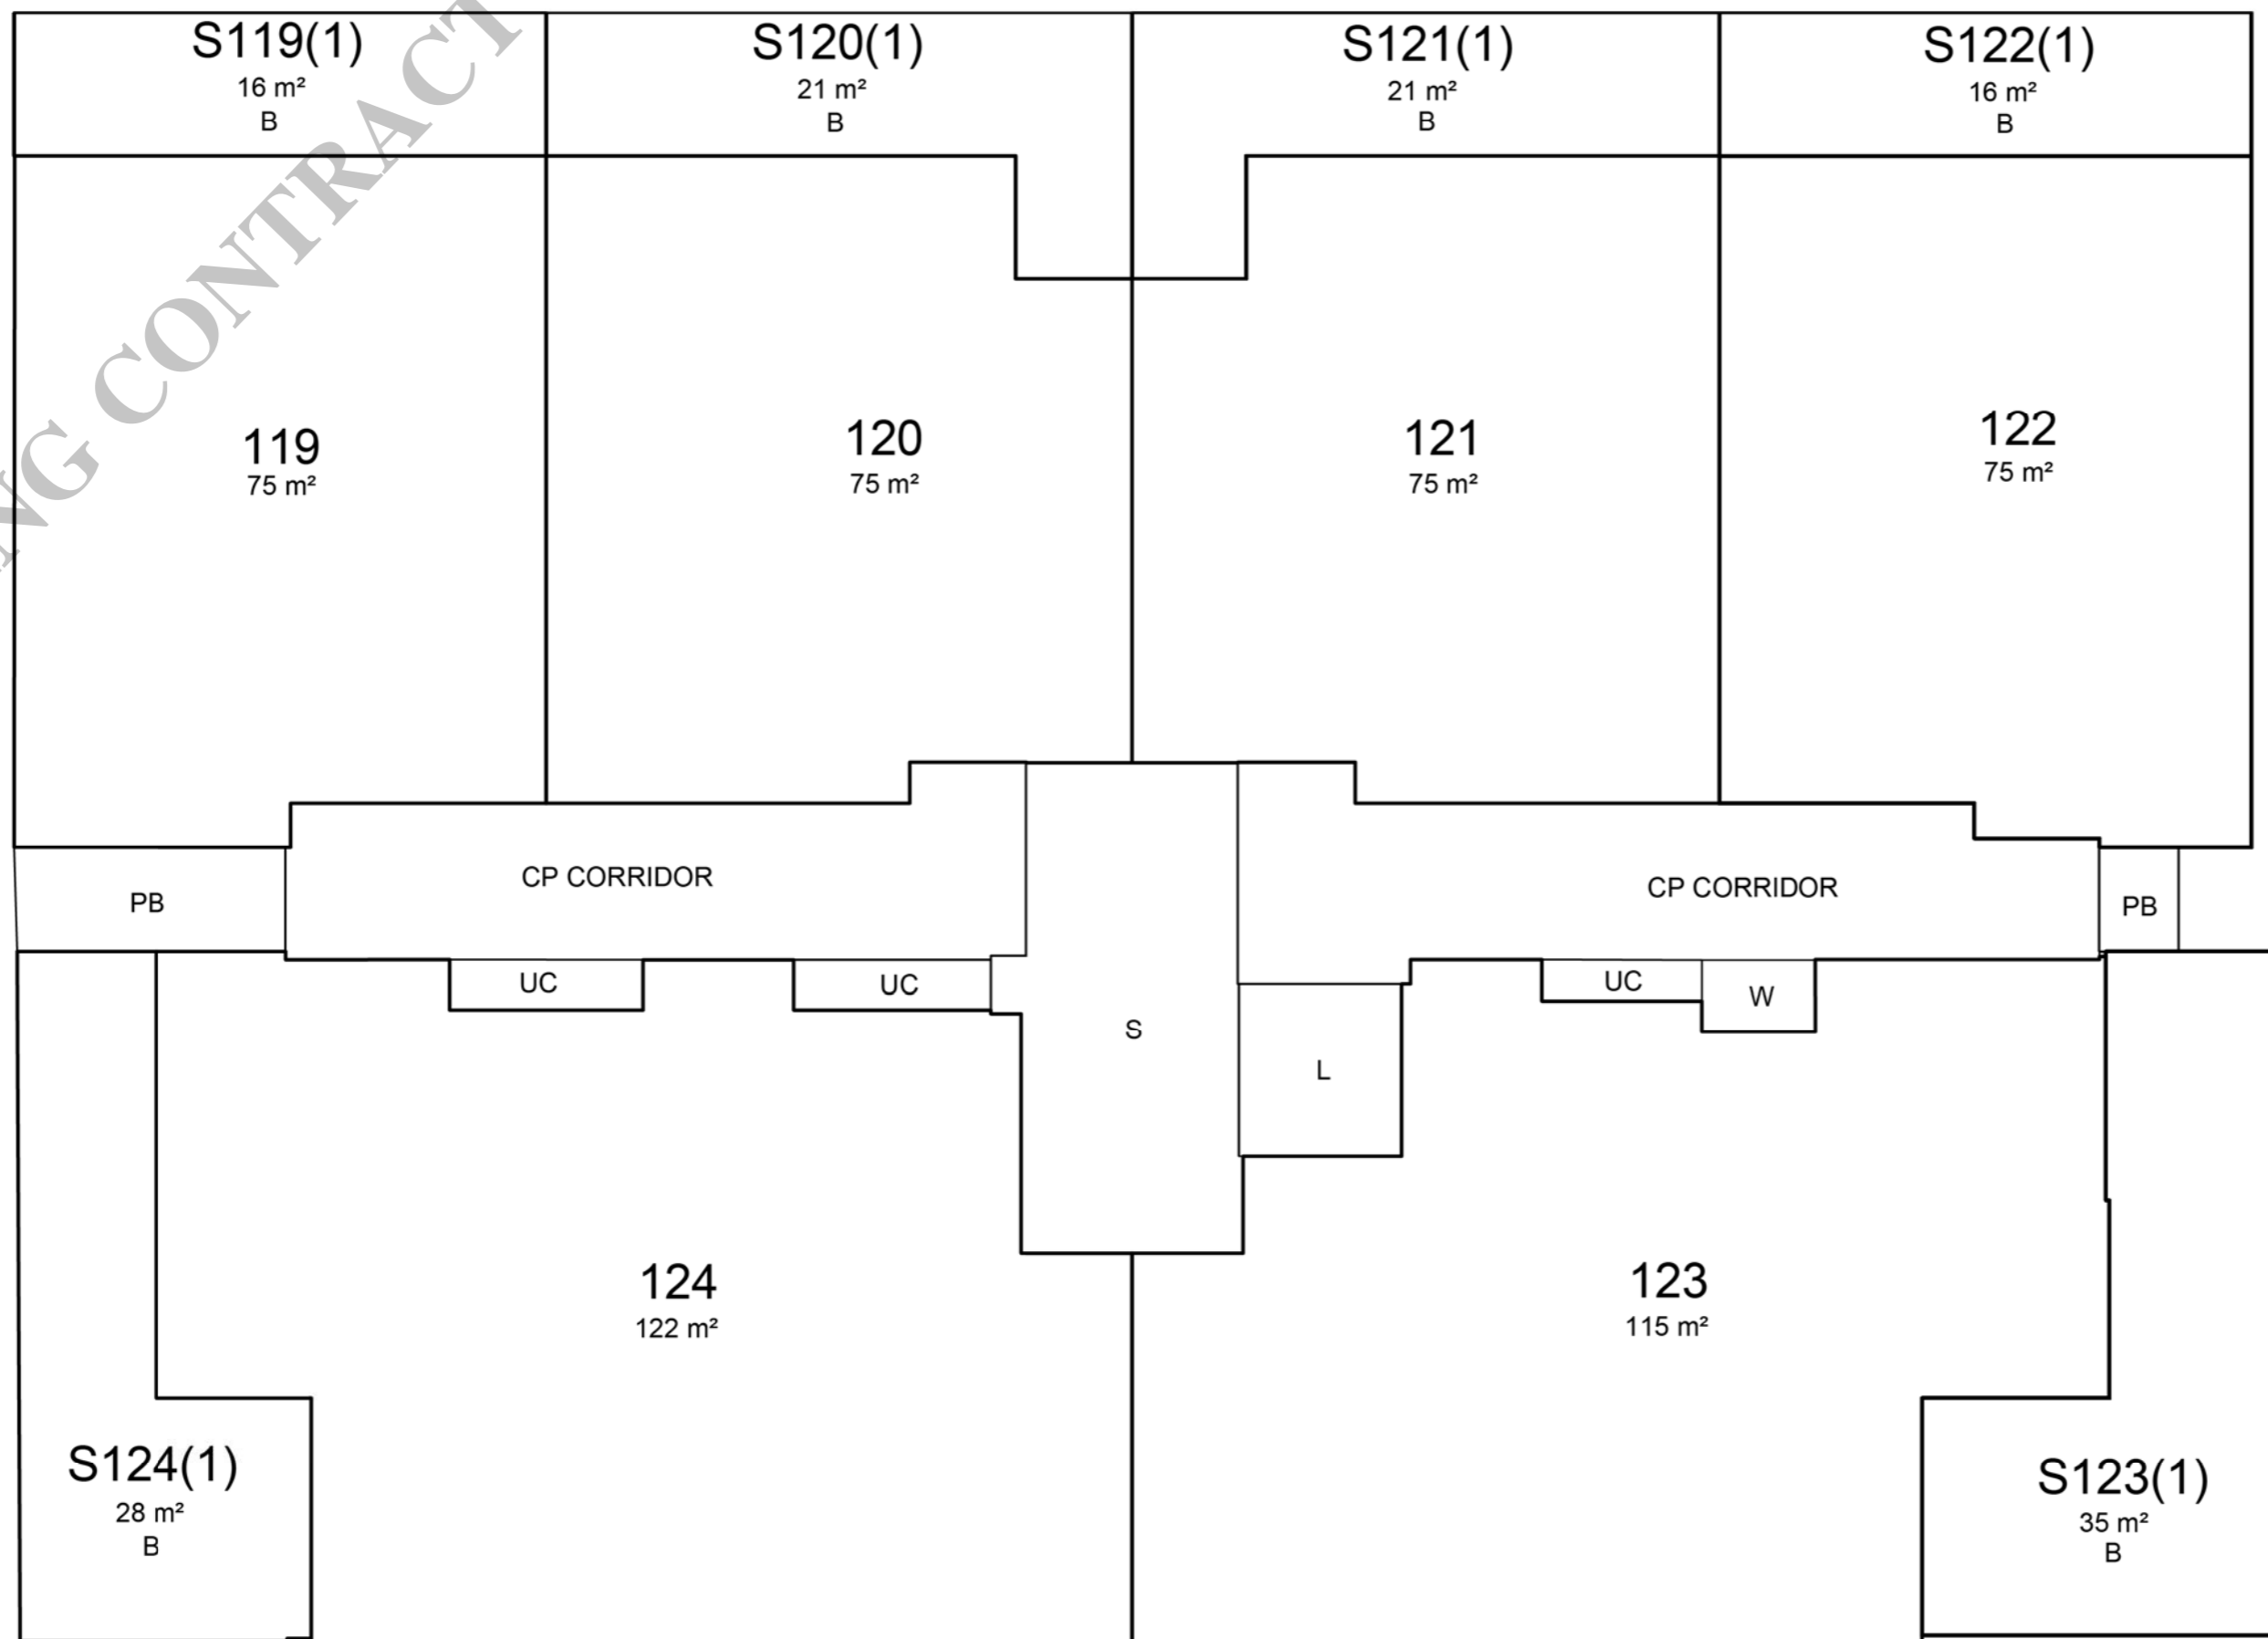 S119(1)
16 m²
B
S120(1)
21 m²
B
S121(1)
21 m²
B
S122(1)
16 m²
B
119
75 m²
120
75 m²
121
75 m²
122
75 m²
CONTRACT
PB
CP CORRIDOR
CP CORRIDOR
PB
UC
UC
S
L
UC
W
124
122 m²
123
115 m²
S124(1)
28 m²
B
S123(1)
35 m²
B